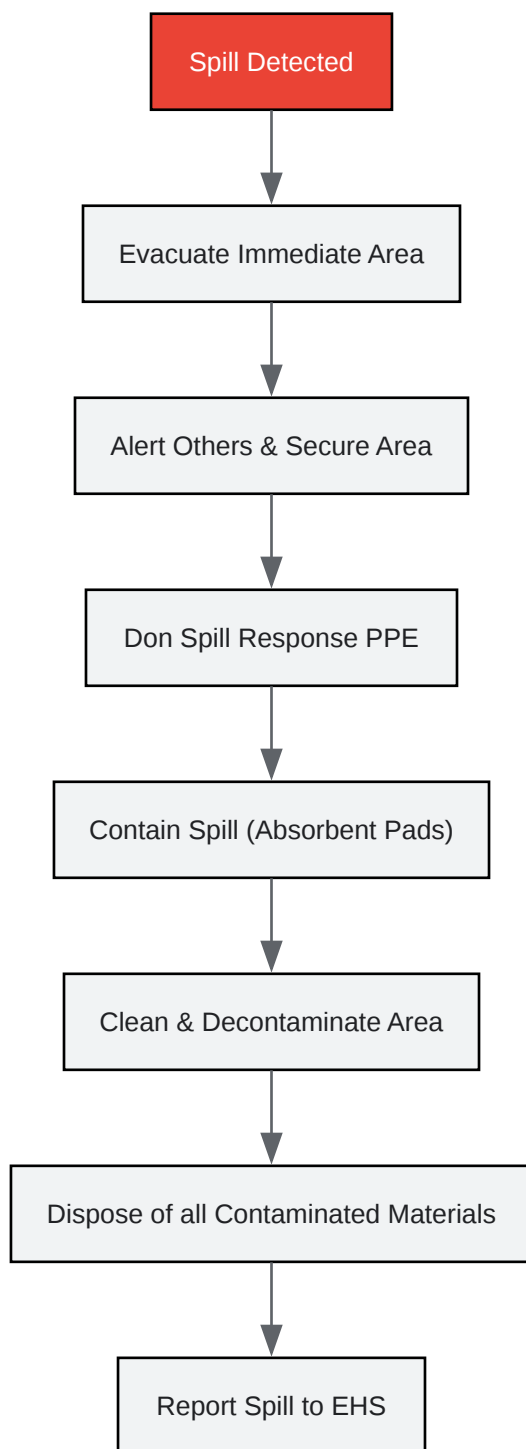 Spill Detected
Evacuate Immediate Area
Alert Others & Secure Area
Don Spill Response PPE
Contain Spill (Absorbent Pads)
Clean & Decontaminate Area
Dispose of all Contaminated Materials
Report Spill to EHS